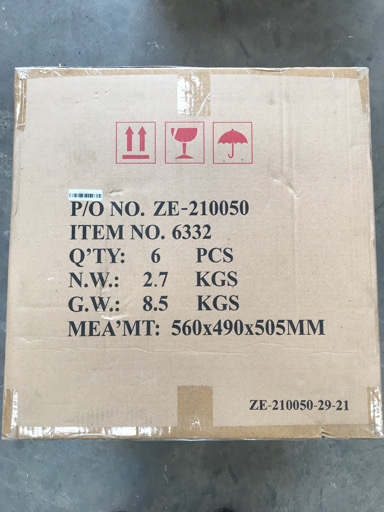 P/O NO. ZE-210050
ITEM NO. 6332
Q'TY: 6 PCS
N.W.: 2.7 KGS
G.W.: 8.5 KGS
MEA'MT: 560x490x505MM
ZE-210050-29-21